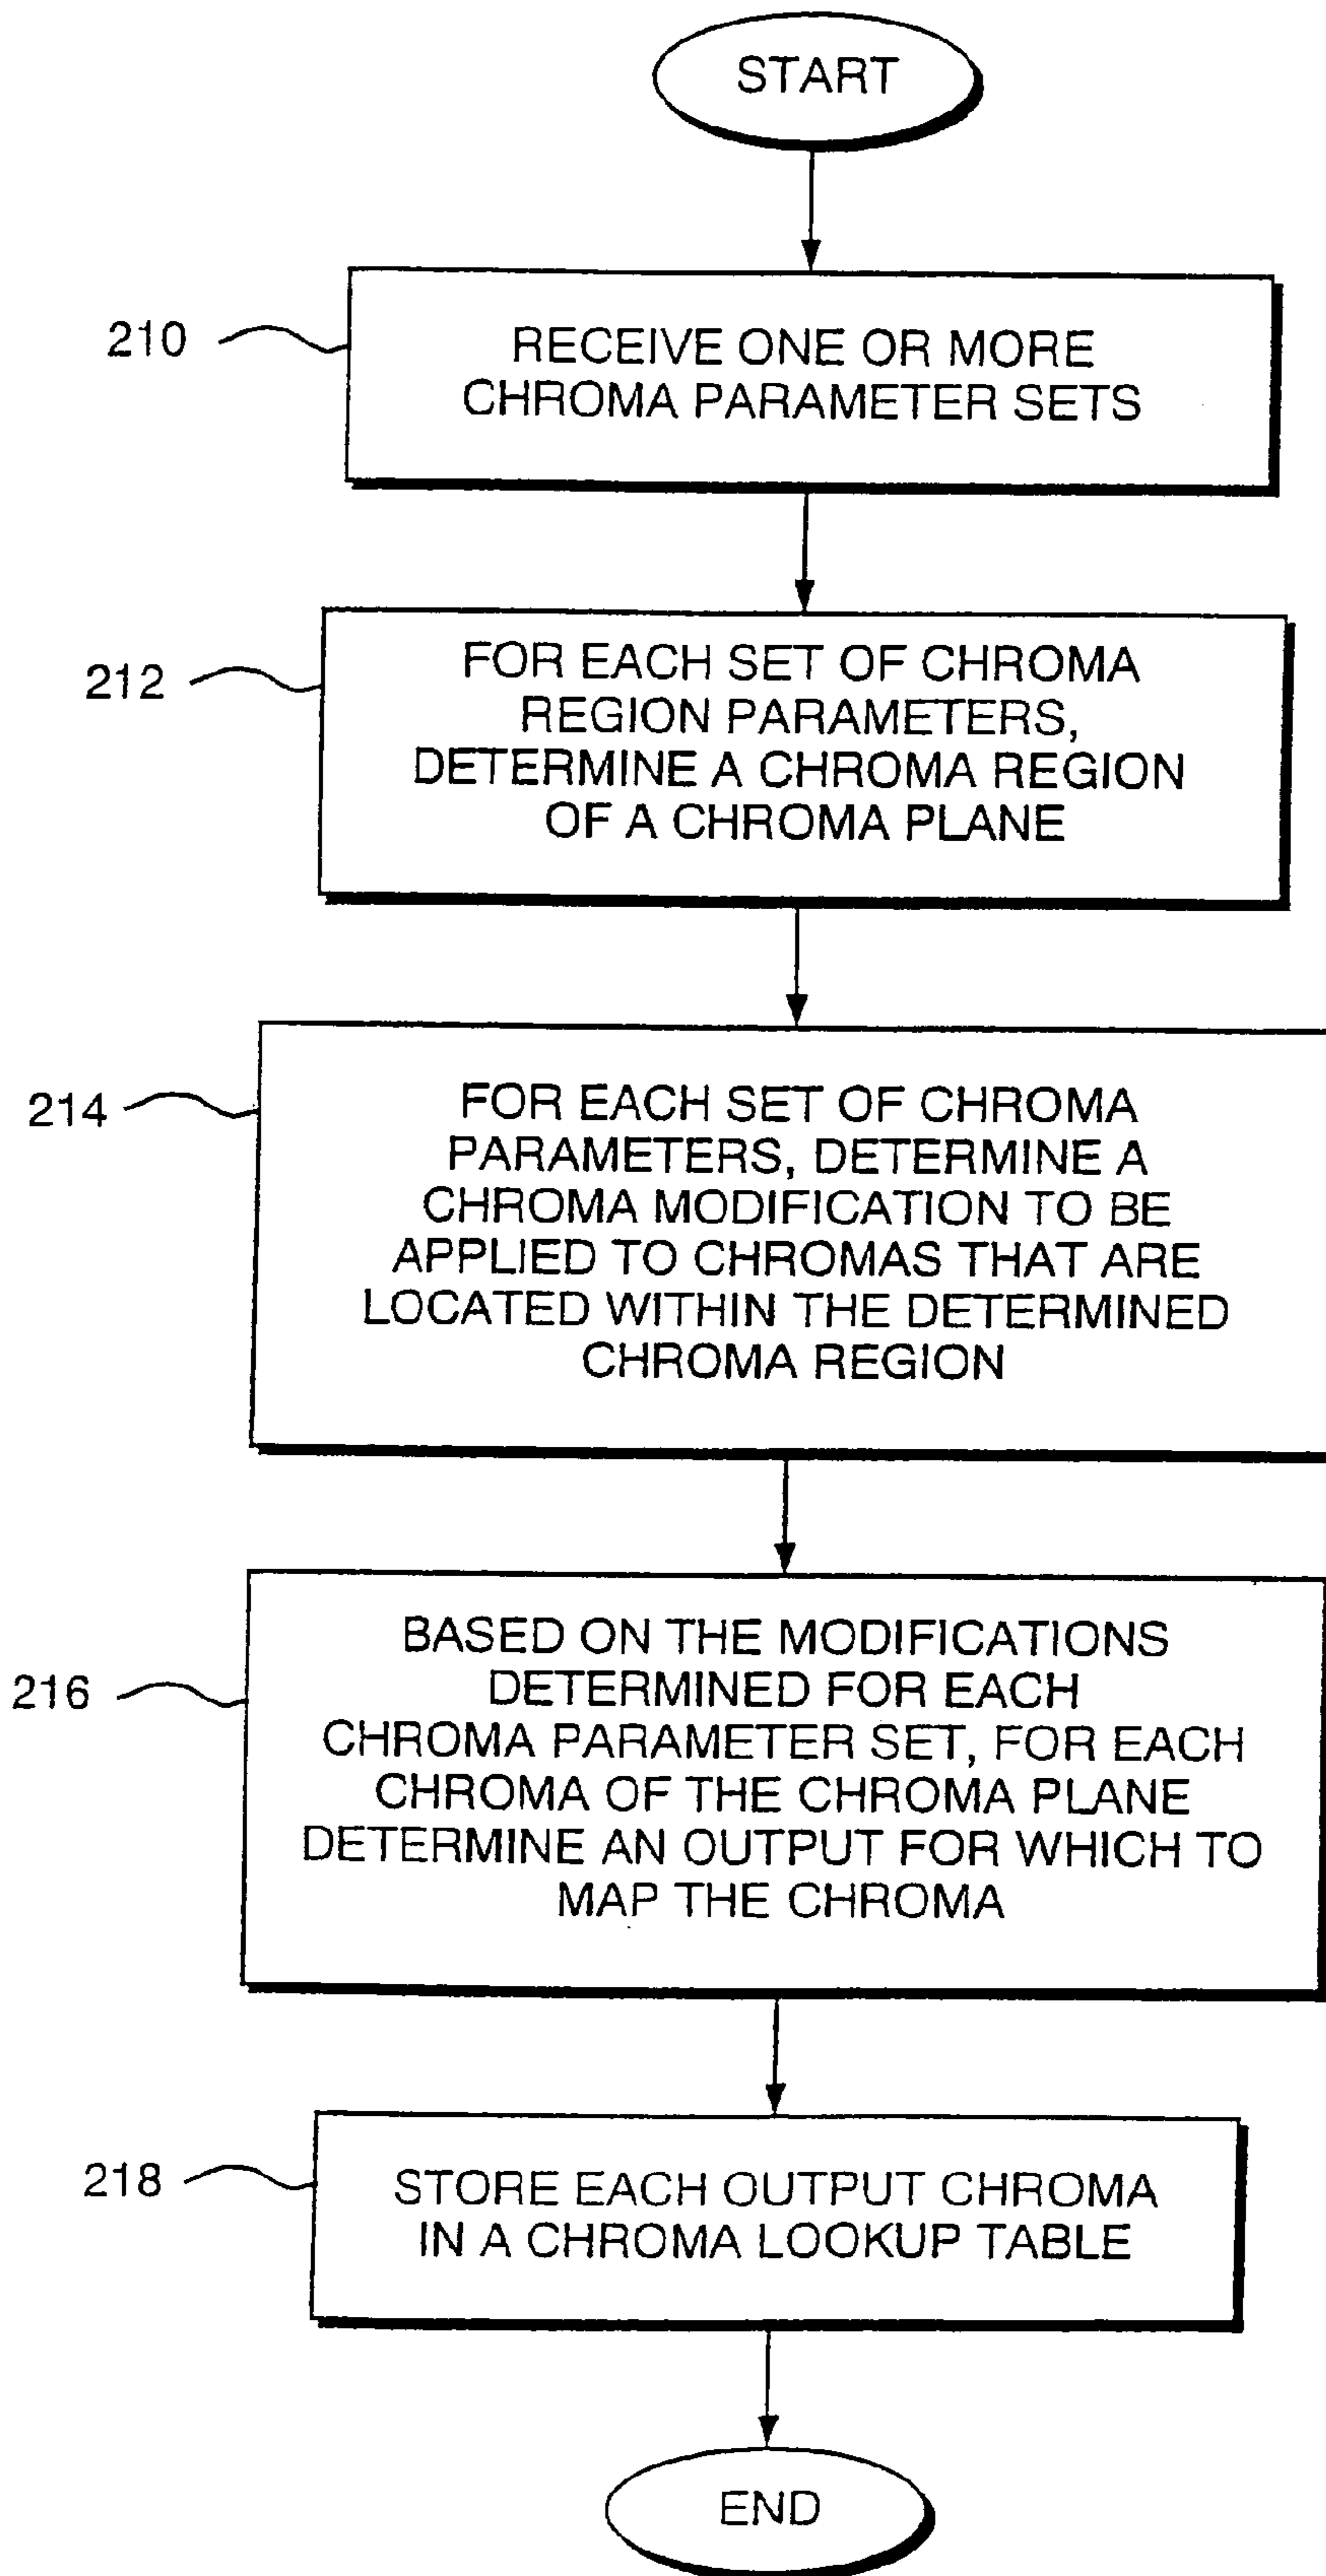 START
210
RECEIVE ONE OR MORE
CHROMA PARAMETER SETS
212
FOR EACH SET OF CHROMA
REGION PARAMETERS,
DETERMINE A CHROMA REGION
OF A CHROMA PLANE
214
FOR EACH SET OF CHROMA
PARAMETERS, DETERMINE A
CHROMA MODIFICATION TO BE
APPLIED TO CHROMAS THAT ARE
LOCATED WITHIN THE DETERMINED
CHROMA REGION
216
BASED ON THE MODIFICATIONS
DETERMINED FOR EACH
CHROMA PARAMETER SET, FOR EACH
CHROMA OF THE CHROMA PLANE
DETERMINE AN OUTPUT FOR WHICH TO
MAP THE CHROMA
218
STORE EACH OUTPUT CHROMA
IN A CHROMA LOOKUP TABLE
END